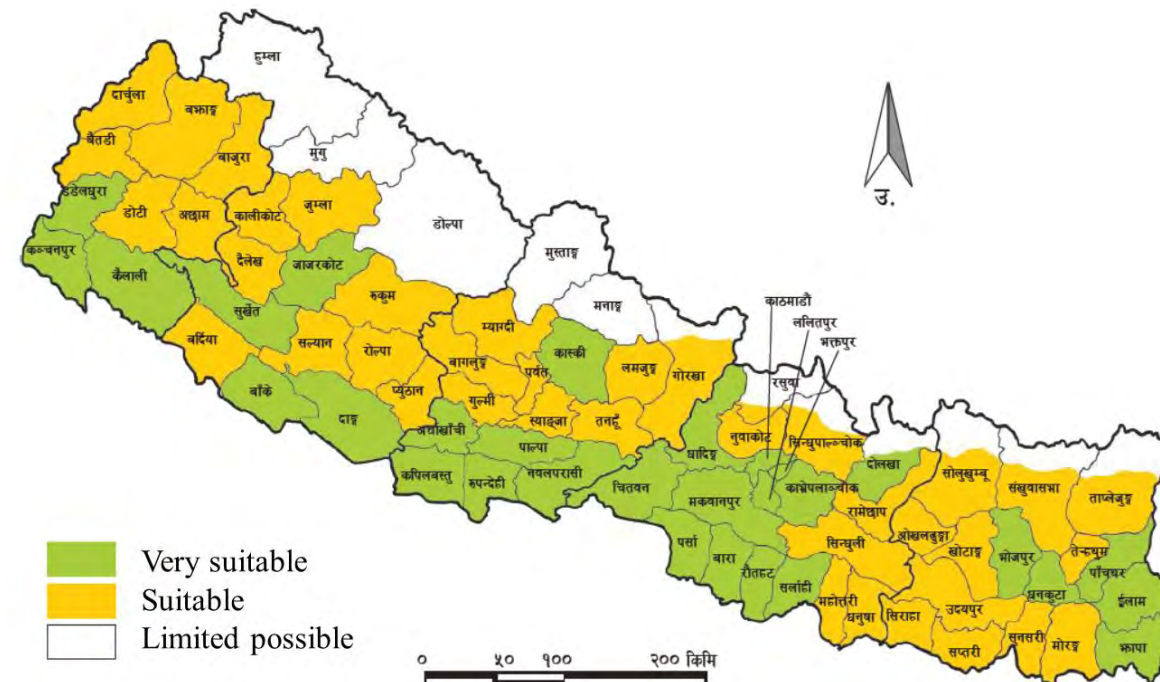 हुम्ला
दार्चुला
बझाङ्ग
बैतडी
बाजुरा
मुगु
डडेलधुरा
डोटी
अछाम
कालीकोट
जुम्ला
डोल्पा
उ.
कञ्चनपुर
कैलाली
दैलेख
जाजरकोट
मुस्ताङ्ग
सुर्खेत
रुकुम
मनाङ्ग
काठमाडौं
ललितपुर
भक्तपुर
बर्दिया
सल्यान
रोल्पा
म्याग्दी
बागलुङ्ग
पर्वत
कास्की
लमजुङ्ग
गोरखा
रसुवा
बाँके
दाङ्ग
प्युठान
गुल्मी
स्याङ्जा
तनहूँ
नुवाकोट
सिन्धुपाल्चोक
अर्घाखाँची
पाल्पा
धादिङ्ग
दोलखा
सोलुखुम्बू
संखुवासभा
ताप्लेजुङ्ग
कपिलबस्तु
रुपन्देही
नवलपरासी
चितवन
मकवानपुर
काभ्रेपलाञ्चोक
रामेछाप
ओखलढुङ्गा
खोटाङ्ग
भोजपुर
तेर्‍हथुम
पाँचथर
पर्सा
बारा
रौतहट
सर्लाही
सिन्धुली
धनकुटा
ईलाम
महोत्तरी
धनुषा
सिराहा
उदयपुर
सप्तरी
सुनसरी
मोरङ्ग
झापा
Very suitable
Suitable
Limited possible
० ५० १०० २०० किमि